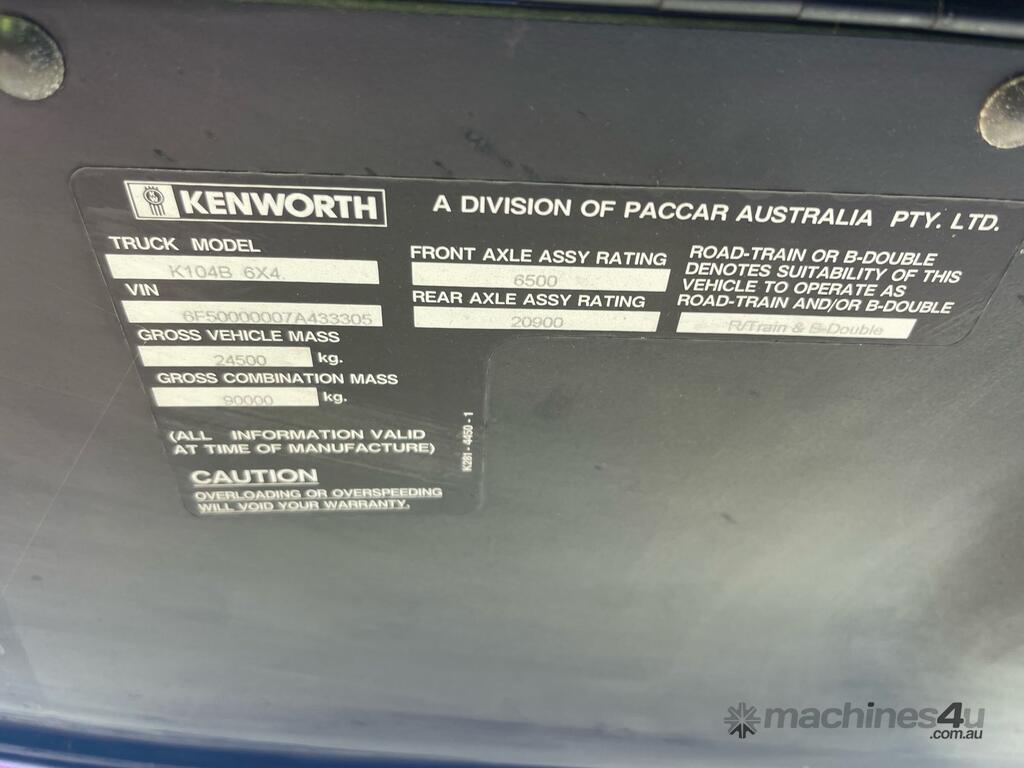 KENWORTH
A DIVISION OF PACCAR AUSTRALIA PTY. LTD.
TRUCK MODEL
K104B 6X4
VIN
6F50000007A433305
GROSS VEHICLE MASS
24500 kg.
GROSS COMBINATION MASS
90000 kg.
(ALL INFORMATION VALID
AT TIME OF MANUFACTURE)
CAUTION
OVERLOADING OR OVERSPEEDING
WILL VOID YOUR WARRANTY.
FRONT AXLE ASSY RATING
6500
REAR AXLE ASSY RATING
20900
ROAD-TRAIN OR B-DOUBLE
DENOTES SUITABILITY OF THIS
VEHICLE TO OPERATE AS
ROAD-TRAIN AND/OR B-DOUBLE
R/Train & B-Double
K281-4450-1
machines4u
.com.au